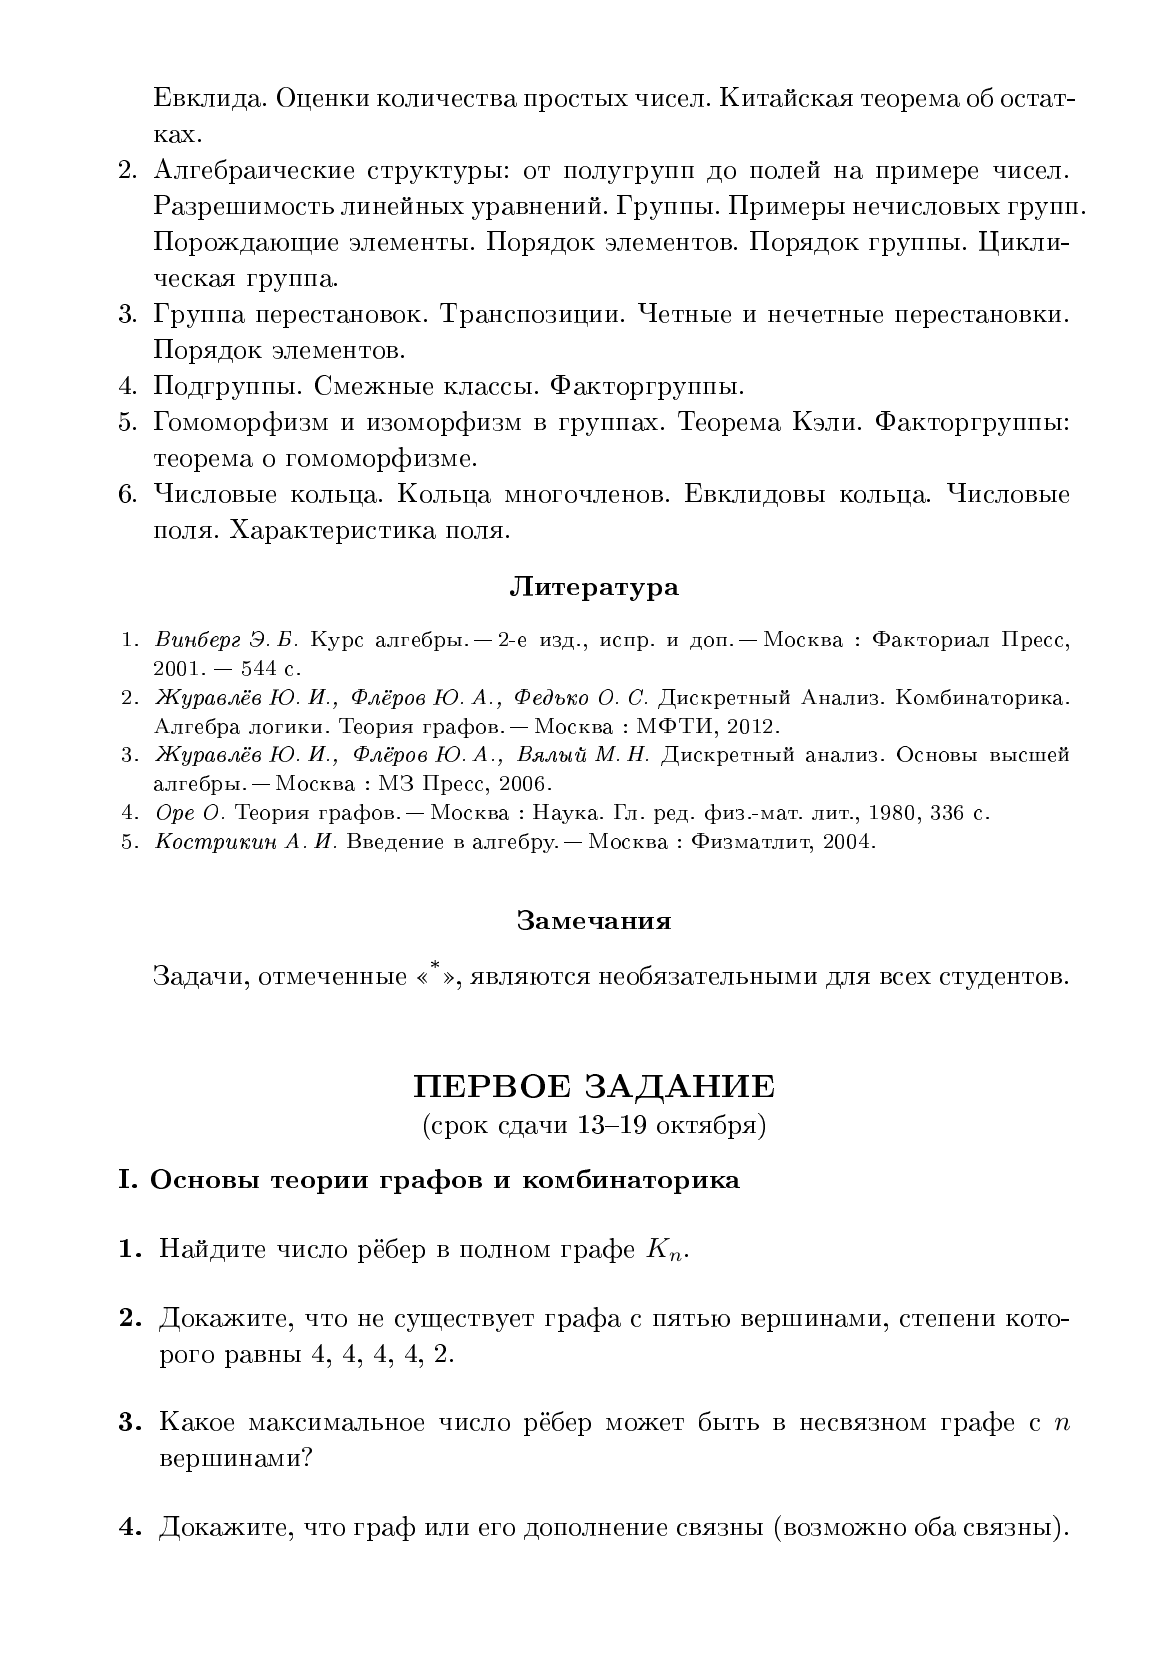 Евклида. Оценки количества простых чисел. Китайская теорема об остат-
ках.
2. Алгебраические структуры: от полугрупп до полей на примере чисел.
Разрешимость линейных уравнений. Группы. Примеры нечисловых групп.
Порождающие элементы. Порядок элементов. Порядок группы. Цикли-
ческая группа.
3. Группа перестановок. Транспозиции. Четные и нечетные перестановки.
Порядок элементов.
4. Подгруппы. Смежные классы. Факторгруппы.
5. Гомоморфизм и изоморфизм в группах. Теорема Кэли. Факторгруппы:
теорема о гомоморфизме.
6. Числовые кольца. Кольца многочленов. Евклидовы кольца. Числовые
поля. Характеристика поля.
Литература
1. Винберг Э. Б. Курс алгебры. — 2-е изд., испр. и доп. — Москва : Факториал Пресс,
2001. — 544 с.
2. Журавлёв Ю. И., Флёров Ю. А., Федько О. С. Дискретный Анализ. Комбинаторика.
Алгебра логики. Теория графов. — Москва : МФТИ, 2012.
3. Журавлёв Ю. И., Флёров Ю. А., Вялый М. Н. Дискретный анализ. Основы высшей
алгебры. — Москва : МЗ Пресс, 2006.
4. Оре О. Теория графов. — Москва : Наука. Гл. ред. физ.-мат. лит., 1980, 336 с.
5. Кострикин А. И. Введение в алгебру. — Москва : Физматлит, 2004.
Замечания
Задачи, отмеченные «*», являются необязательными для всех студентов.
ПЕРВОЕ ЗАДАНИЕ
(срок сдачи 13–19 октября)
I. Основы теории графов и комбинаторика
1. Найдите число рёбер в полном графе Kₙ.
2. Докажите, что не существует графа с пятью вершинами, степени кото-
рого равны 4, 4, 4, 4, 2.
3. Какое максимальное число рёбер может быть в несвязном графе с n
вершинами?
4. Докажите, что граф или его дополнение связны (возможно оба связны).